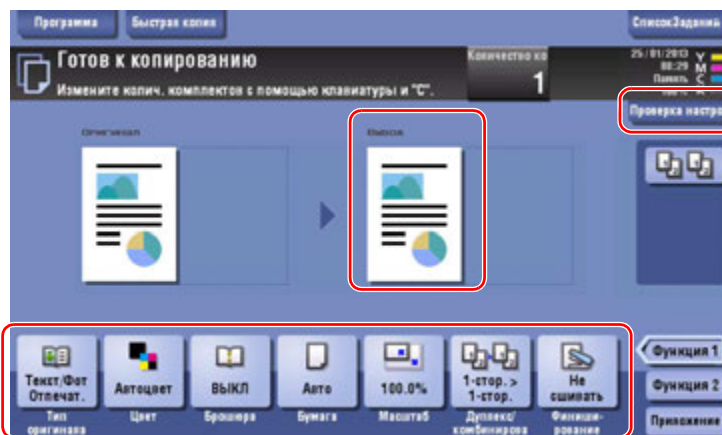 Программа
Быстрая копия
СписокЗадания
Готов к копированию
Количество ко
1
Измените колич. комплектов с помощью клавиатуры и "С".
25/01/2013
08:29
Память
100%
Y
M
C
K
Проверка настро
Оригинал
Вывод
Функция 1
Функция 2
Приложение
Текст/Фот
Отпечат.
Автоцвет
ВЫКЛ
Авто
100.0%
1-стор. >
1-стор.
Не
сшивать
Тип
оригинала
Цвет
Брошюра
Бумага
Масштаб
Дуплекс/
комбинирова
Финиши-
рование